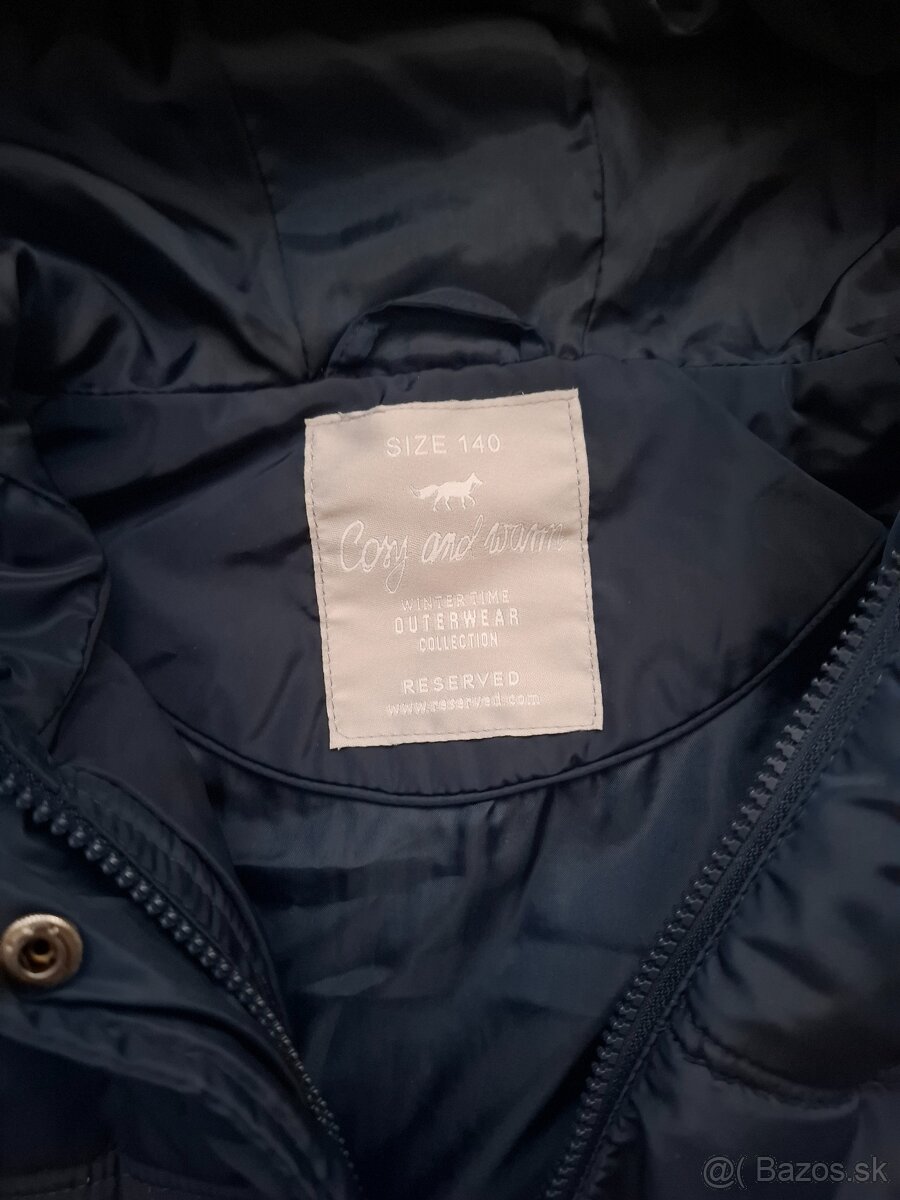 SIZE 140
Cosy and warm
WINTER TIME
OUTERWEAR
COLLECTION
RESERVED
www.reserved.com
@( Bazos.sk